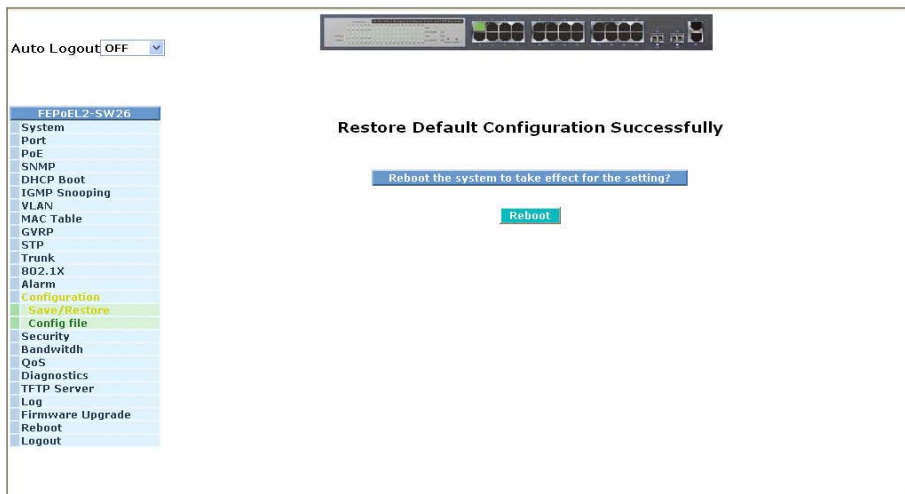 Auto Logout OFF
FEPoEL2-SW26
System
Port
PoE
SNMP
DHCP Boot
IGMP Snooping
VLAN
MAC Table
GVRP
STP
Trunk
802.1X
Alarm
Configuration
Save/Restore
Config file
Security
Bandwitdh
QoS
Diagnostics
TFTP Server
Log
Firmware Upgrade
Reboot
Logout
Restore Default Configuration Successfully
Reboot the system to take effect for the setting?
Reboot